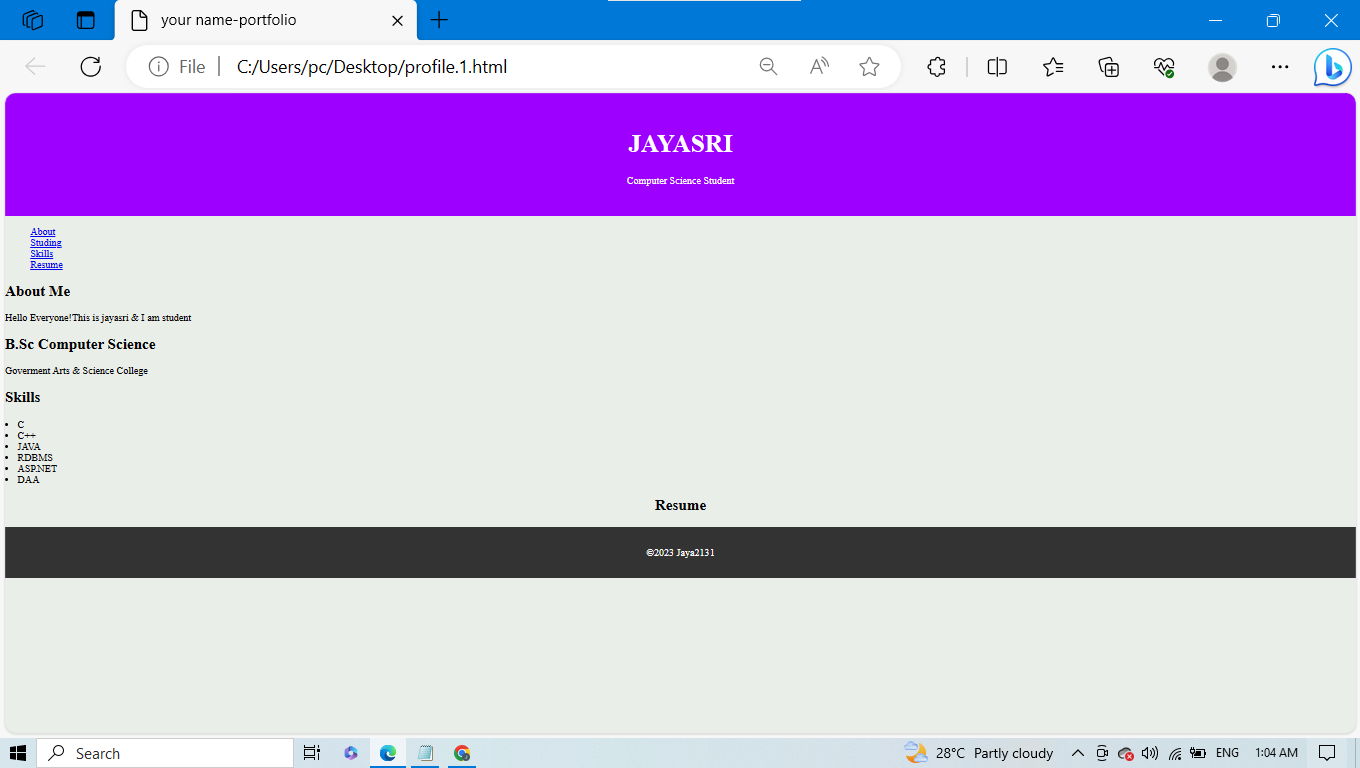 your name-portfolio
File
C:/Users/pc/Desktop/profile.1.html
JAYASRI
Computer Science Student
About
Studing
Skills
Resume
About Me
Hello Everyone!This is jayasri & I am student
B.Sc Computer Science
Goverment Arts & Science College
Skills
• C
• C++
• JAVA
• RDBMS
• ASP.NET
• DAA
Resume
©2023 Jaya2131
Search
28°C Partly cloudy
ENG
1:04 AM